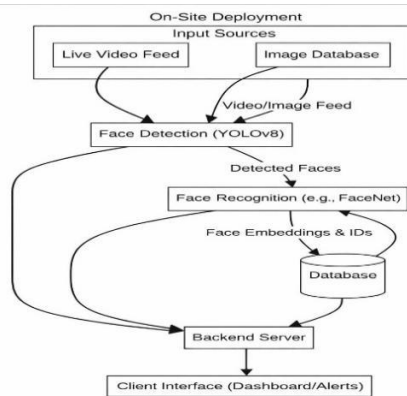 On-Site Deployment
Input Sources
Live Video Feed
Image Database
Video/Image Feed
Face Detection (YOLOv8)
Detected Faces
Face Recognition (e.g., FaceNet)
Face Embeddings & IDs
Database
Backend Server
Client Interface (Dashboard/Alerts)